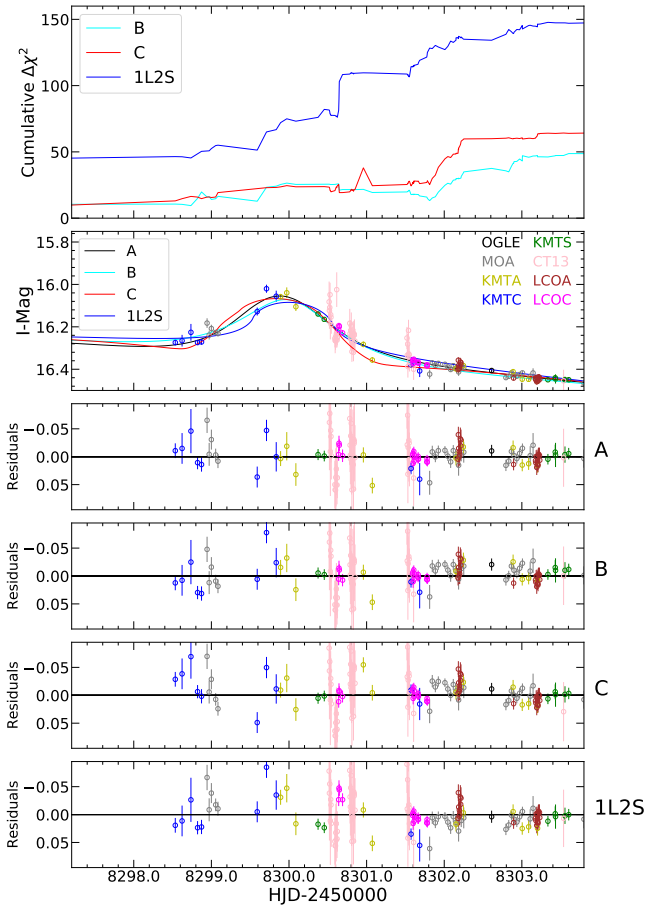 Cumulative Δχ²
150
100
50
0
B
C
1L2S
I-Mag
15.8
16.0
16.2
16.4
A
B
C
1L2S
OGLE KMTS
MOA CT13
KMTA LCOA
KMTC LCOC
Residuals
−0.05
0.00
0.05
A
Residuals
−0.05
0.00
0.05
B
Residuals
−0.05
0.00
0.05
C
Residuals
−0.05
0.00
0.05
1L2S
8298.0 8299.0 8300.0 8301.0 8302.0 8303.0
HJD-2450000